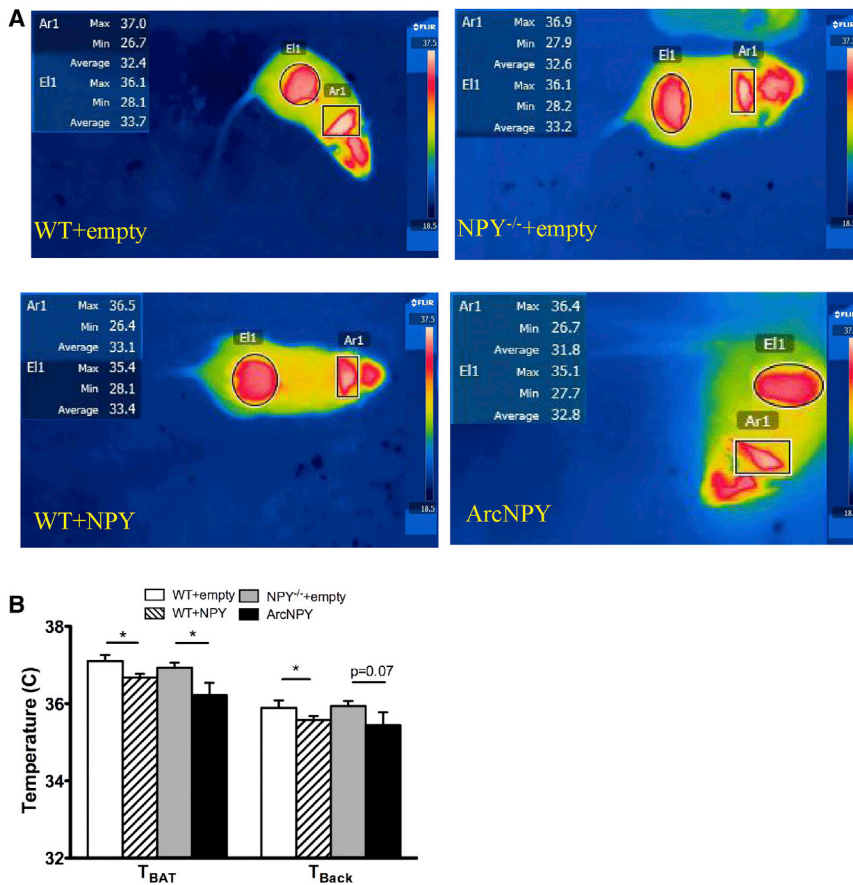 A
Ar1 Max 37.0
Min 26.7
Average 32.4
El1 Max 36.1
Min 28.1
Average 33.7
El1
Ar1
FLIR
37.5
18.5
WT+empty
Ar1 Max 36.9
Min 27.9
Average 32.6
El1 Max 36.1
Min 28.2
Average 33.2
El1
Ar1
FLIR
37.5
18.5
NPY-/-+empty
Ar1 Max 36.5
Min 26.4
Average 33.1
El1 Max 35.4
Min 28.1
Average 33.4
El1
Ar1
FLIR
37.5
18.5
WT+NPY
Ar1 Max 36.4
Min 26.7
Average 31.8
El1 Max 35.1
Min 27.7
Average 32.8
El1
Ar1
FLIR
37.5
ArcNPY
B
WT+empty NPY-/-+empty
WT+NPY ArcNPY
Temperature (C)
38
36
34
32
* * * p=0.07
TBAT TBack